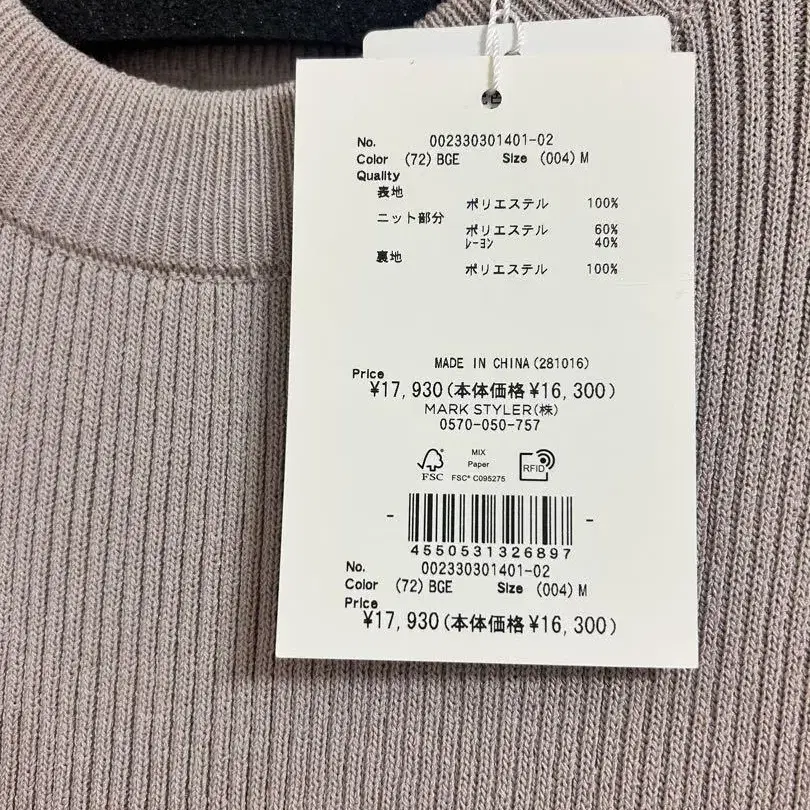 No. 002330301401-02
Color (72) BGE Size (004) M
Quality
表地
ポリエステル 100%
ニット部分
ポリエステル 60%
ﾚｰﾖﾝ 40%
裏地
ポリエステル 100%
MADE IN CHINA(281016)
Price
¥17,930(本体価格¥16,300)
MARK STYLER(株)
0570-050-757
MIX
Paper
FSC FSC® C095275
RFID
4550531326897
No. 002330301401-02
Color (72) BGE Size (004) M
Price
¥17,930(本体価格¥16,300)